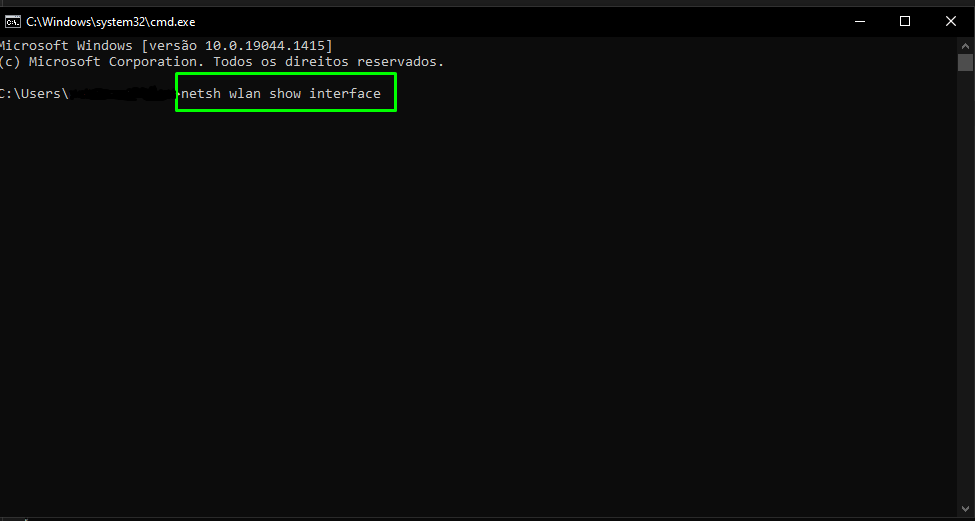 C:\Windows\system32\cmd.exe
Microsoft Windows [versão 10.0.19044.1415]
(c) Microsoft Corporation. Todos os direitos reservados.
C:\Users\ >netsh wlan show interface